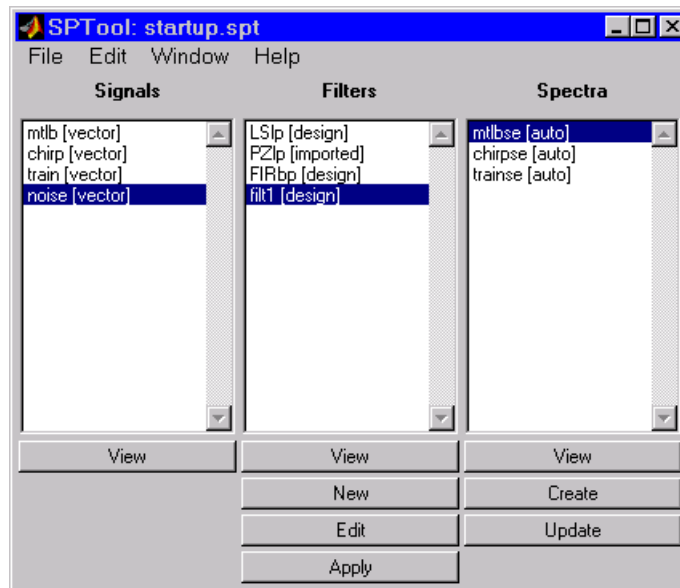 SPTool: startup.spt
File Edit Window Help
Signals Filters Spectra
mtlb [vector]
chirp [vector]
train [vector]
noise [vector]
LSlp [design]
PZlp [imported]
FIRbp [design]
filt1 [design]
mtlbse [auto]
chirpse [auto]
trainse [auto]
View View View
New Create
Edit Update
Apply